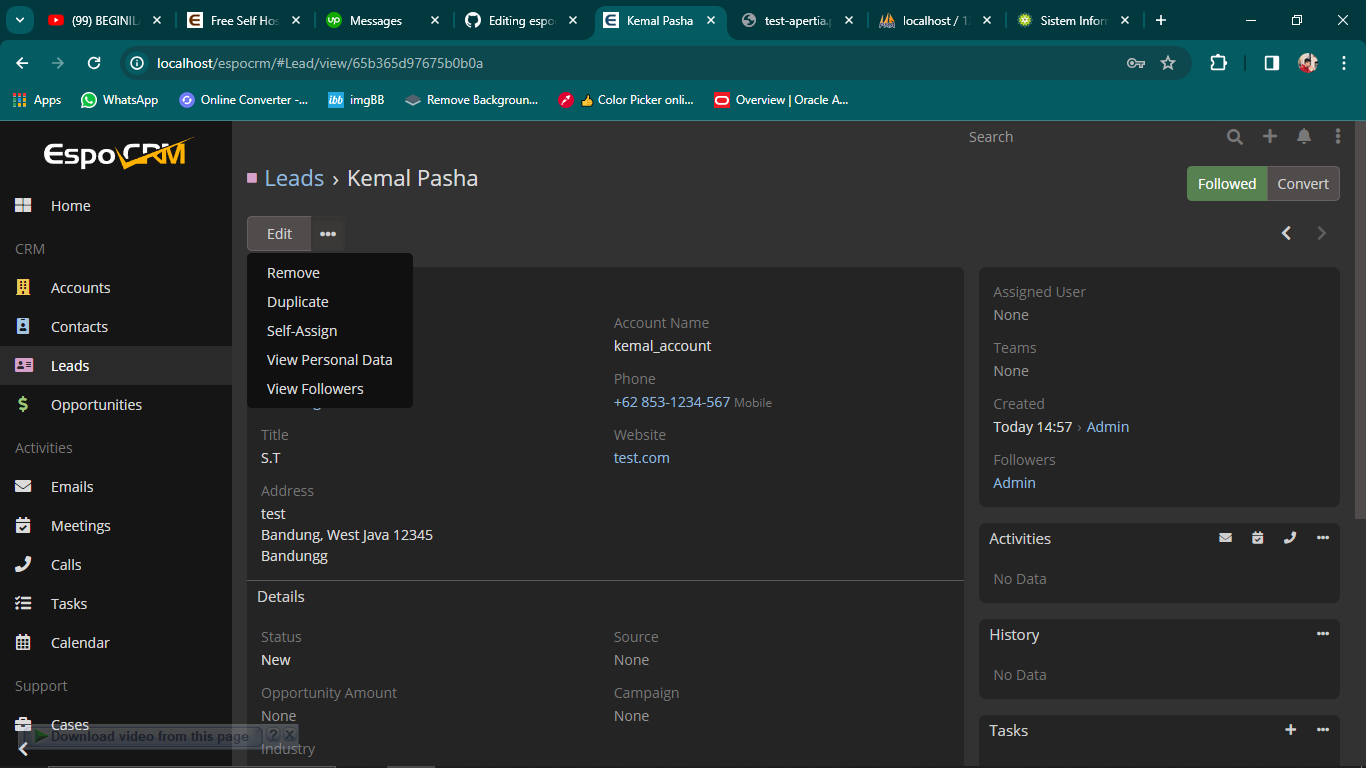 (99) BEGINIL
Free Self Hos
Messages
Editing espo
Kemal Pasha
test-apertia.p
localhost / 12
Sistem Inform
localhost/espocrm/#Lead/view/65b365d97675b0b0a
Apps
WhatsApp
Online Converter -...
imgBB
Remove Backgroun...
👍 Color Picker onli...
Overview | Oracle A...
EspoCRM
Search
Leads › Kemal Pasha
Followed
Convert
Home
Edit
CRM
Remove
Duplicate
Self-Assign
View Personal Data
View Followers
Accounts
Contacts
Leads
Opportunities
Activities
Emails
Meetings
Calls
Tasks
Calendar
Support
Cases
Account Name
kemal_account
Phone
+62 853-1234-567 Mobile
Title
S.T
Website
test.com
Address
test
Bandung, West Java 12345
Bandungg
Details
Status
New
Source
None
Opportunity Amount
None
Campaign
None
Industry
Assigned User
None
Teams
None
Created
Today 14:57 › Admin
Followers
Admin
Activities
No Data
History
No Data
Tasks
Download video from this page
?